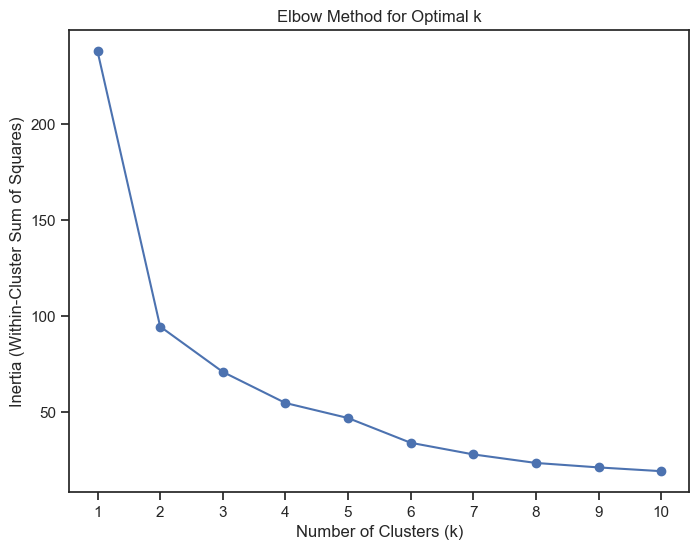 Elbow Method for Optimal k
Inertia (Within-Cluster Sum of Squares)
200
150
100
50
1 2 3 4 5 6 7 8 9 10
Number of Clusters (k)